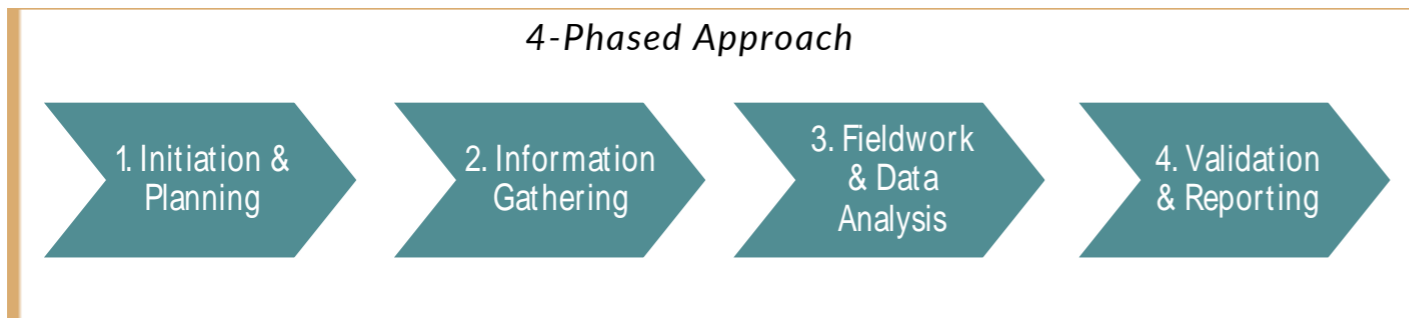 4-Phased Approach
1. Initiation &
Planning
2. Information
Gathering
3. Fieldwork
& Data
Analysis
4. Validation
& Reporting